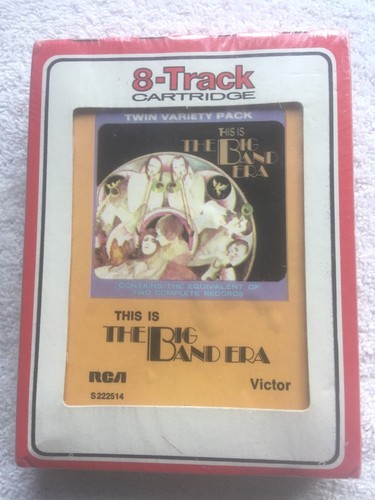 8-Track
CARTRIDGE
TWIN VARIETY PACK
THIS IS
THE BIG
BAND
ERA
CONTAINS THE EQUIVALENT OF
TWO COMPLETE RECORDS
THIS IS
THE BIG
BAND ERA
RCA Victor
S222514